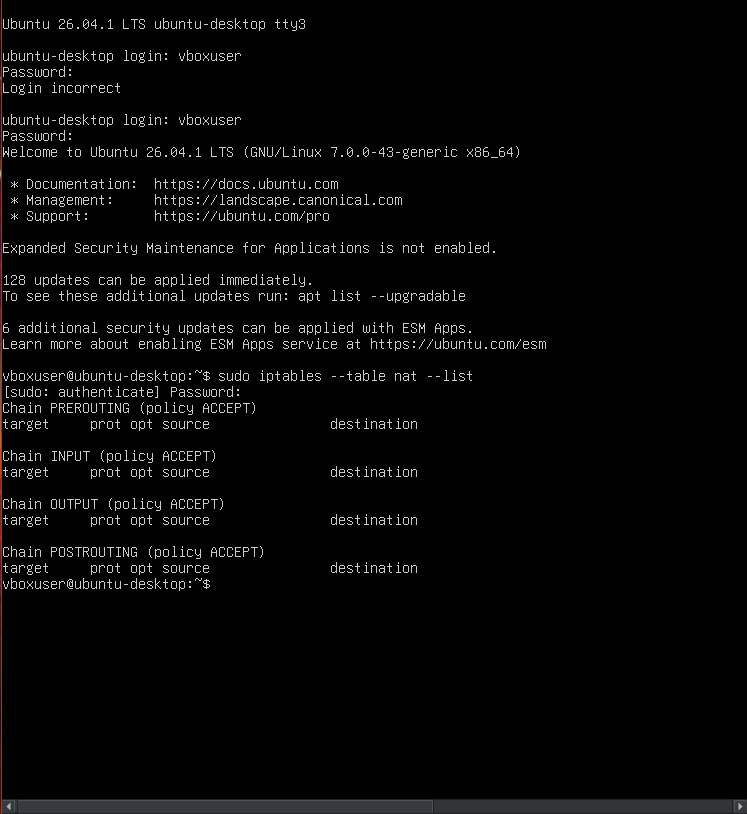 Ubuntu 26.04.1 LTS ubuntu-desktop tty3
ubuntu-desktop login: vboxuser
Password:
Login incorrect
ubuntu-desktop login: vboxuser
Password:
Welcome to Ubuntu 26.04.1 LTS (GNU/Linux 7.0.0-43-generic x86_64)
* Documentation:  https://docs.ubuntu.com
* Management:     https://landscape.canonical.com
* Support:        https://ubuntu.com/pro
Expanded Security Maintenance for Applications is not enabled.
128 updates can be applied immediately.
To see these additional updates run: apt list --upgradable
6 additional security updates can be applied with ESM Apps.
Learn more about enabling ESM Apps service at https://ubuntu.com/esm
vboxuser@ubuntu-desktop:~$ sudo iptables --table nat --list
[sudo: authenticate] Password:
Chain PREROUTING (policy ACCEPT)
target     prot opt source               destination
Chain INPUT (policy ACCEPT)
target     prot opt source               destination
Chain OUTPUT (policy ACCEPT)
target     prot opt source               destination
Chain POSTROUTING (policy ACCEPT)
target     prot opt source               destination
vboxuser@ubuntu-desktop:~$